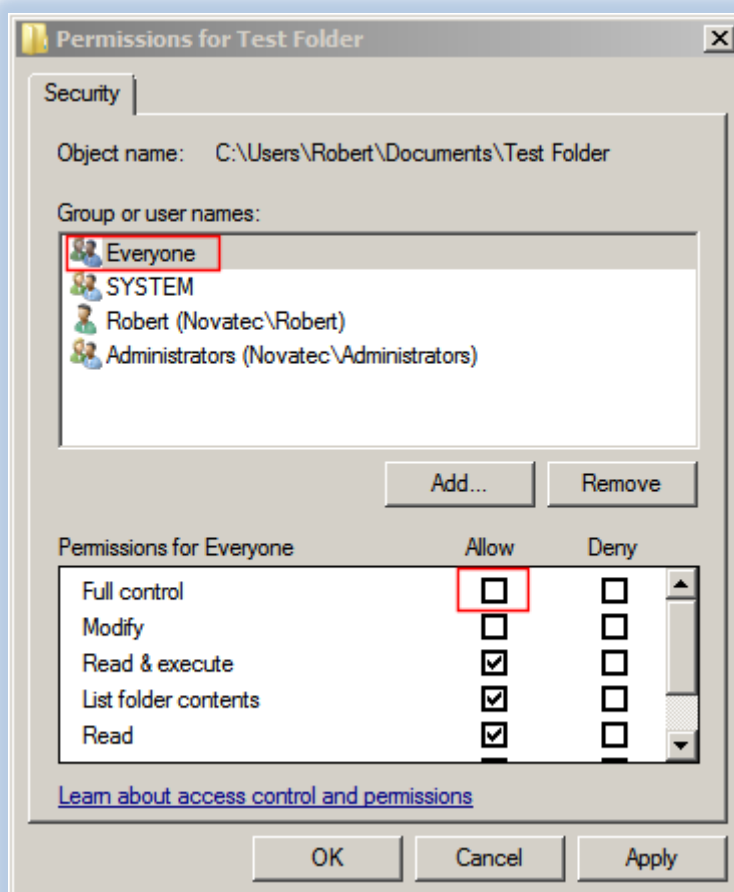 Permissions for Test Folder
Security
Object name: C:\Users\Robert\Documents\Test Folder
Group or user names:
Everyone
SYSTEM
Robert (Novatec\Robert)
Administrators (Novatec\Administrators)
Add... Remove
Permissions for Everyone Allow Deny
Full control
Modify
Read & execute
List folder contents
Read
Learn about access control and permissions
OK Cancel Apply